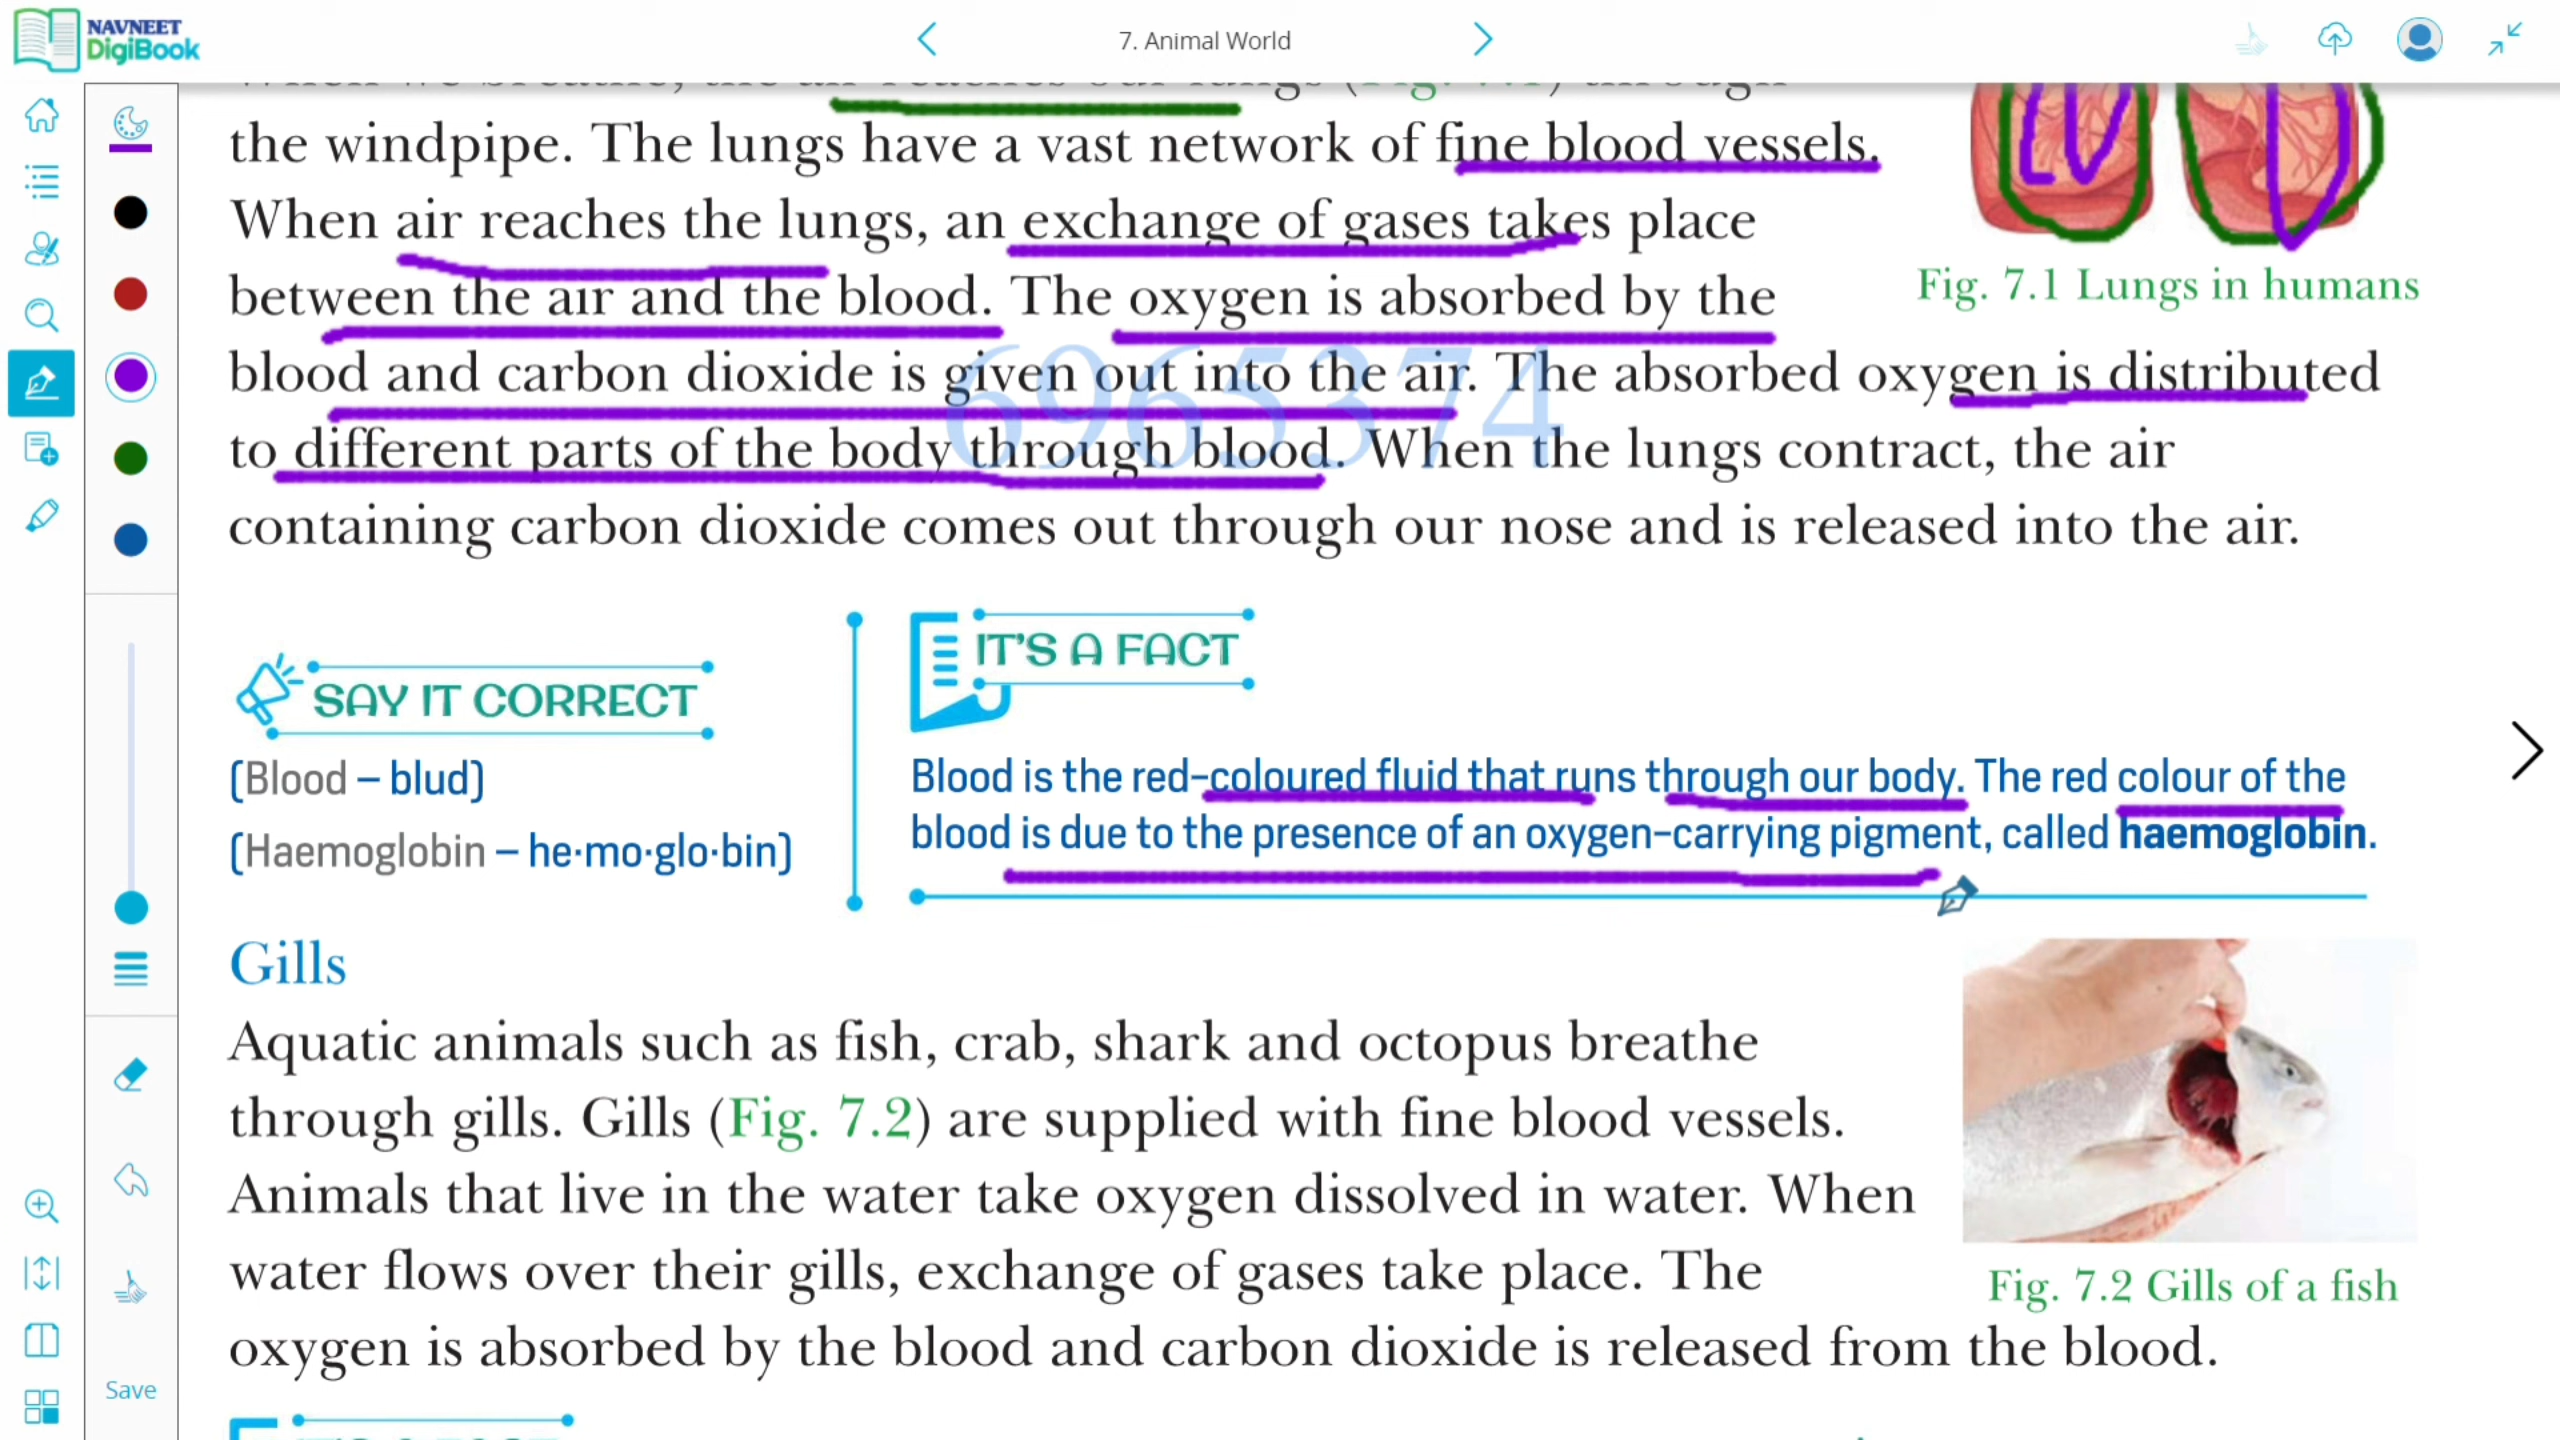 NAVNEET
DigiBook
7. Animal World
the windpipe. The lungs have a vast network of fine blood vessels.
When air reaches the lungs, an exchange of gases takes place
between the air and the blood. The oxygen is absorbed by the
Fig. 7.1 Lungs in humans
blood and carbon dioxide is given out into the air. The absorbed oxygen is distributed
6965374
to different parts of the body through blood. When the lungs contract, the air
containing carbon dioxide comes out through our nose and is released into the air.
SAY IT CORRECT
(Blood – blud)
(Haemoglobin – he·mo·glo·bin)
IT'S A FACT
Blood is the red-coloured fluid that runs through our body. The red colour of the
blood is due to the presence of an oxygen-carrying pigment, called haemoglobin.
Gills
Aquatic animals such as fish, crab, shark and octopus breathe
through gills. Gills (Fig. 7.2) are supplied with fine blood vessels.
Animals that live in the water take oxygen dissolved in water. When
water flows over their gills, exchange of gases take place. The
oxygen is absorbed by the blood and carbon dioxide is released from the blood.
Fig. 7.2 Gills of a fish
Save